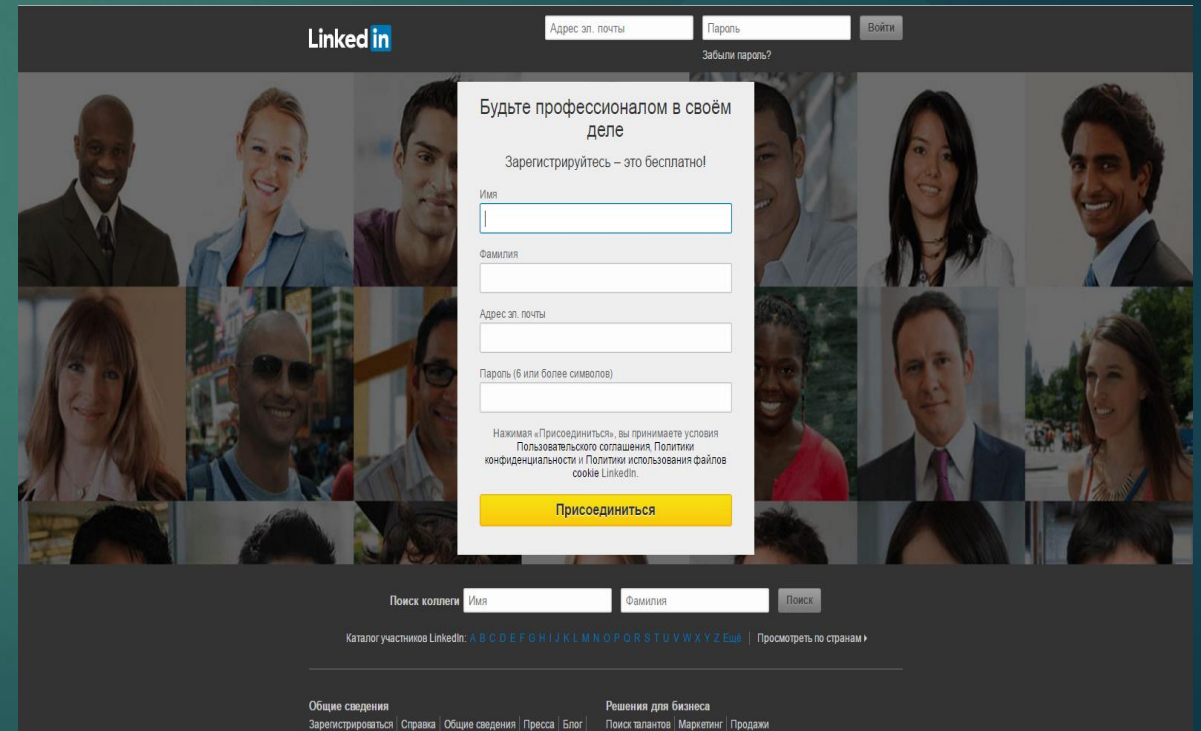 Linked in
Адрес эл. почты Пароль Войти
Забыли пароль?
Будьте профессионалом в своём
деле
Зарегистрируйтесь – это бесплатно!
Имя
Фамилия
Адрес эл. почты
Пароль (6 или более символов)
Нажимая «Присоединиться», вы принимаете условия
Пользовательского соглашения, Политики
конфиденциальности и Политики использования файлов
cookie LinkedIn.
Присоединиться
Поиск коллеги Имя Фамилия Поиск
Каталог участников LinkedIn: A B C D E F G H I J K L M N O P Q R S T U V W X Y Z Ещё | Просмотреть по странам
Общие сведения Решения для бизнеса
Зарегистрироваться | Справка | Общие сведения | Пресса | Блог | Поиск талантов | Маркетинг | Продажи